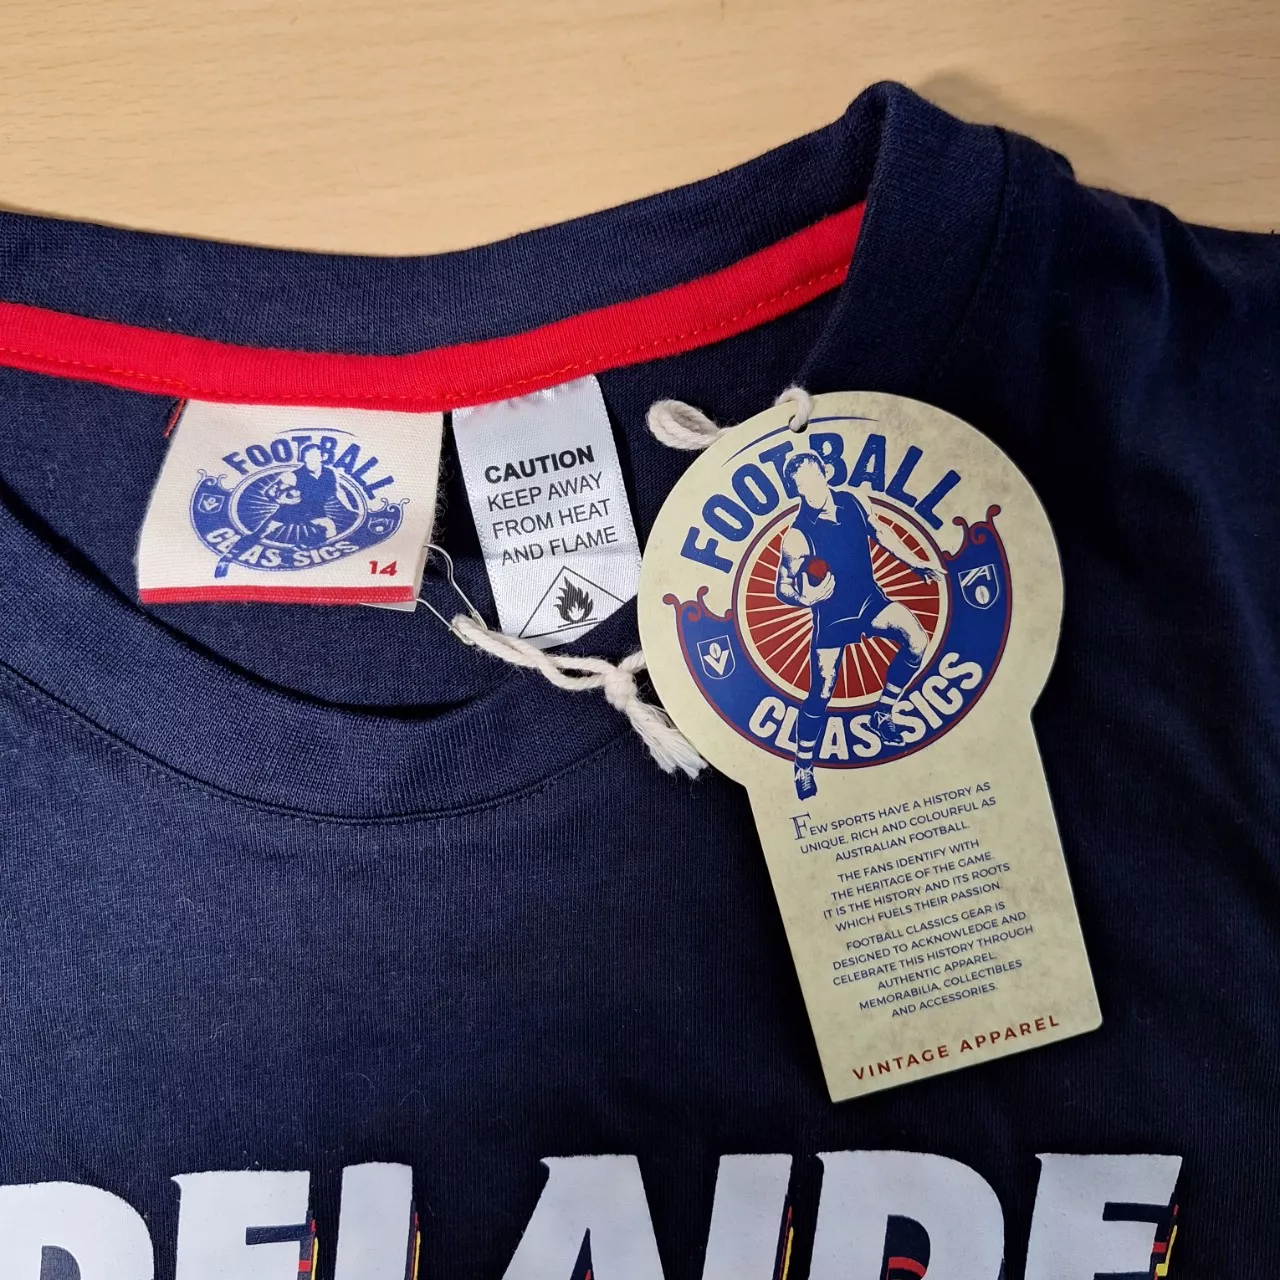 FOOTBALL
CLASSICS
14
CAUTION
KEEP AWAY
FROM HEAT
AND FLAME
FOOTBALL
CLASSICS
FEW SPORTS HAVE A HISTORY AS
UNIQUE, RICH AND COLOURFUL AS
AUSTRALIAN FOOTBALL.
THE FANS IDENTIFY WITH
THE HERITAGE OF THE GAME.
IT IS THE HISTORY AND ITS ROOTS
WHICH FUELS THEIR PASSION.
FOOTBALL CLASSICS GEAR IS
DESIGNED TO ACKNOWLEDGE AND
CELEBRATE THIS HISTORY THROUGH
AUTHENTIC APPAREL,
MEMORABILIA, COLLECTIBLES
AND ACCESSORIES.
VINTAGE APPAREL
DELAIDE